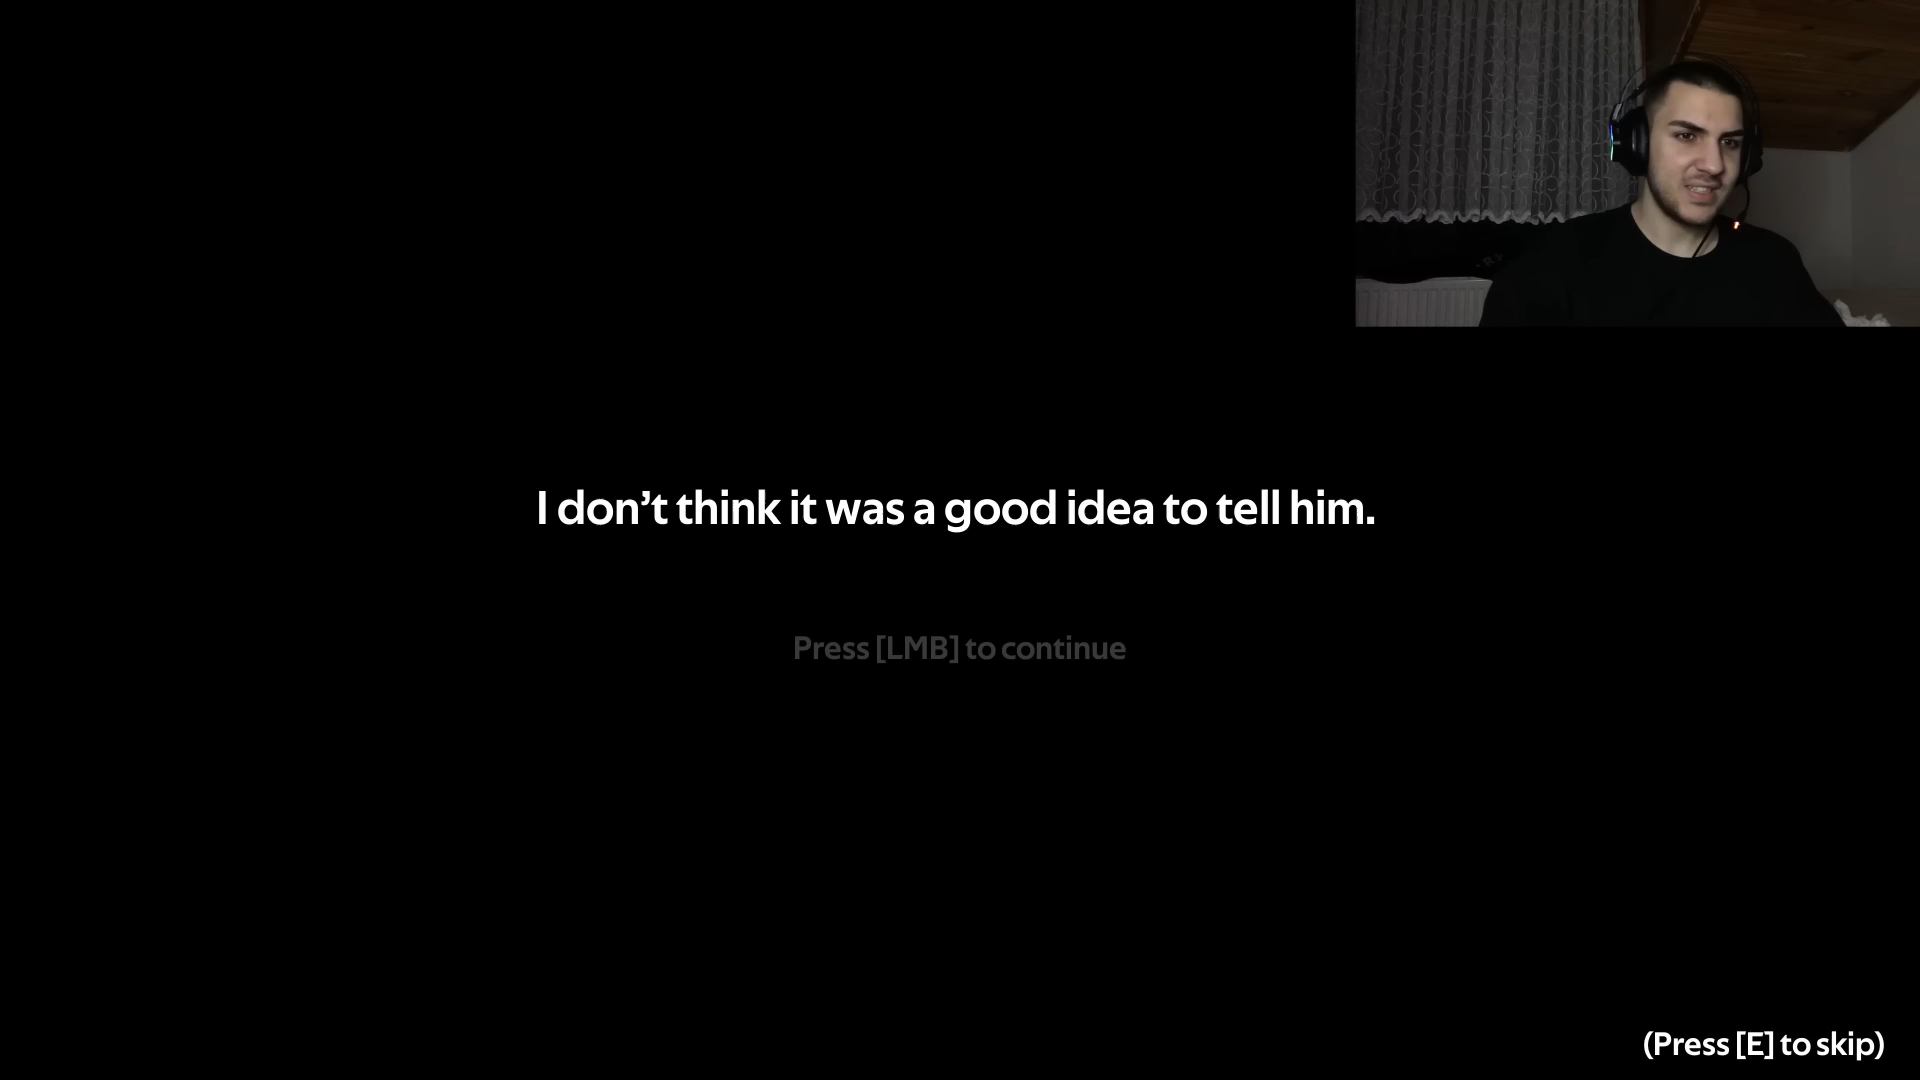 I don’t think it was a good idea to tell him.
Press [LMB] to continue
(Press [E] to skip)